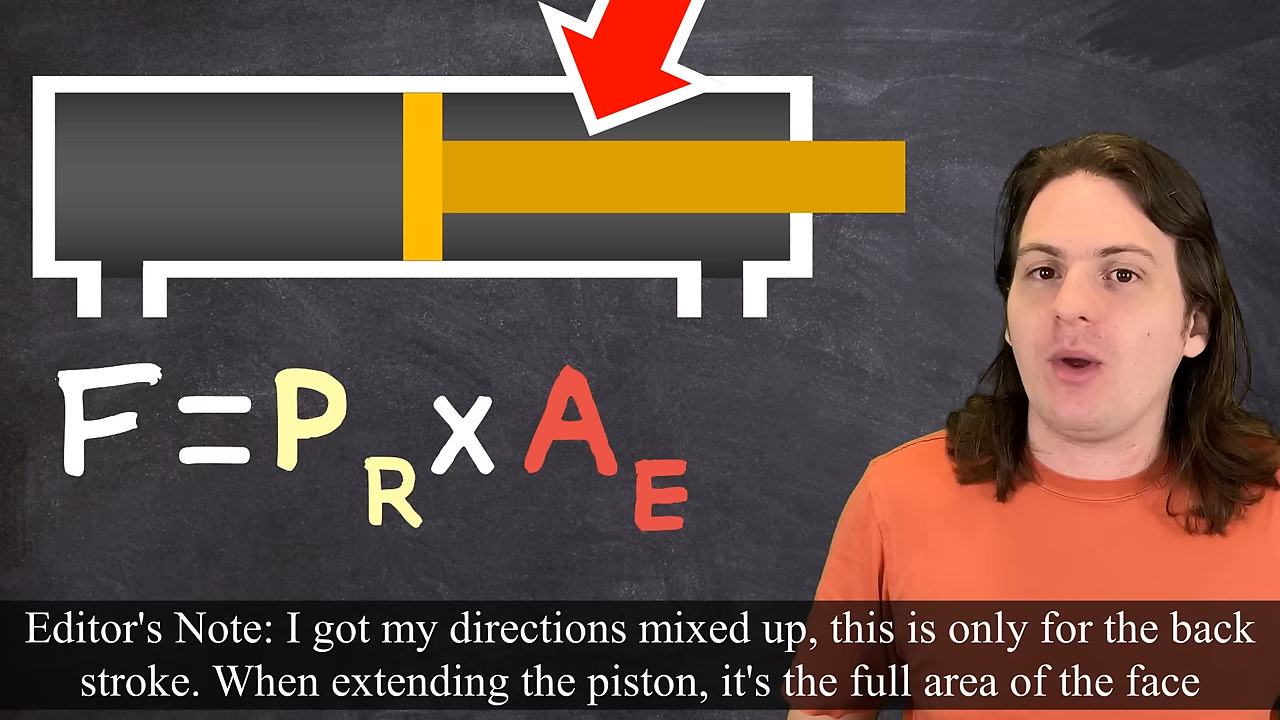 F = P R x A E
Editor's Note: I got my directions mixed up, this is only for the back
stroke. When extending the piston, it's the full area of the face